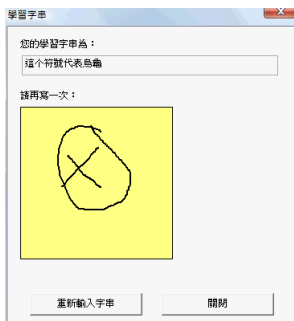 學習字串
您的學習字串為：
這个符號代表烏龜
請再寫一次：
重新輸入字串
關閉